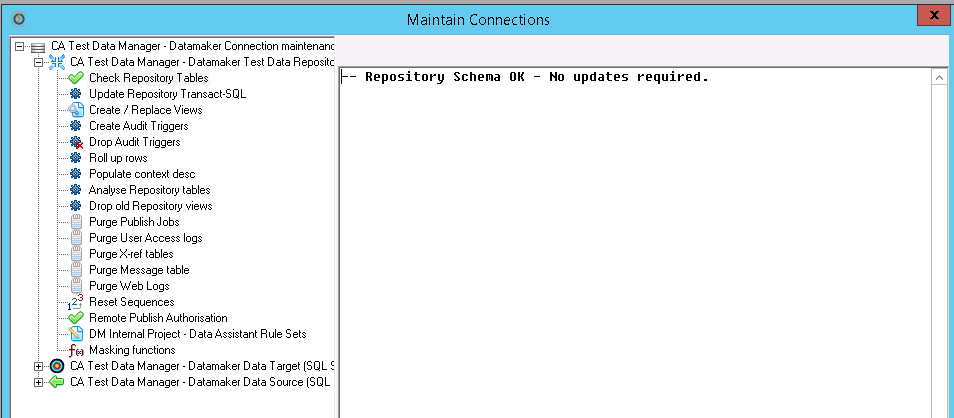 Maintain Connections
x
CA Test Data Manager - Datamaker Connection maintenanc
CA Test Data Manager - Datamaker Test Data Reposito
Check Repository Tables
Update Repository Transact-SQL
Create / Replace Views
Create Audit Triggers
Drop Audit Triggers
Roll up rows
Populate context desc
Analyse Repository tables
Drop old Repository views
Purge Publish Jobs
Purge User Access logs
Purge X-ref tables
Purge Message table
Purge Web Logs
Reset Sequences
Remote Publish Authorisation
DM Internal Project - Data Assistant Rule Sets
Masking functions
CA Test Data Manager - Datamaker Data Target (SQL S
CA Test Data Manager - Datamaker Data Source (SQL
-- Repository Schema OK - No updates required.